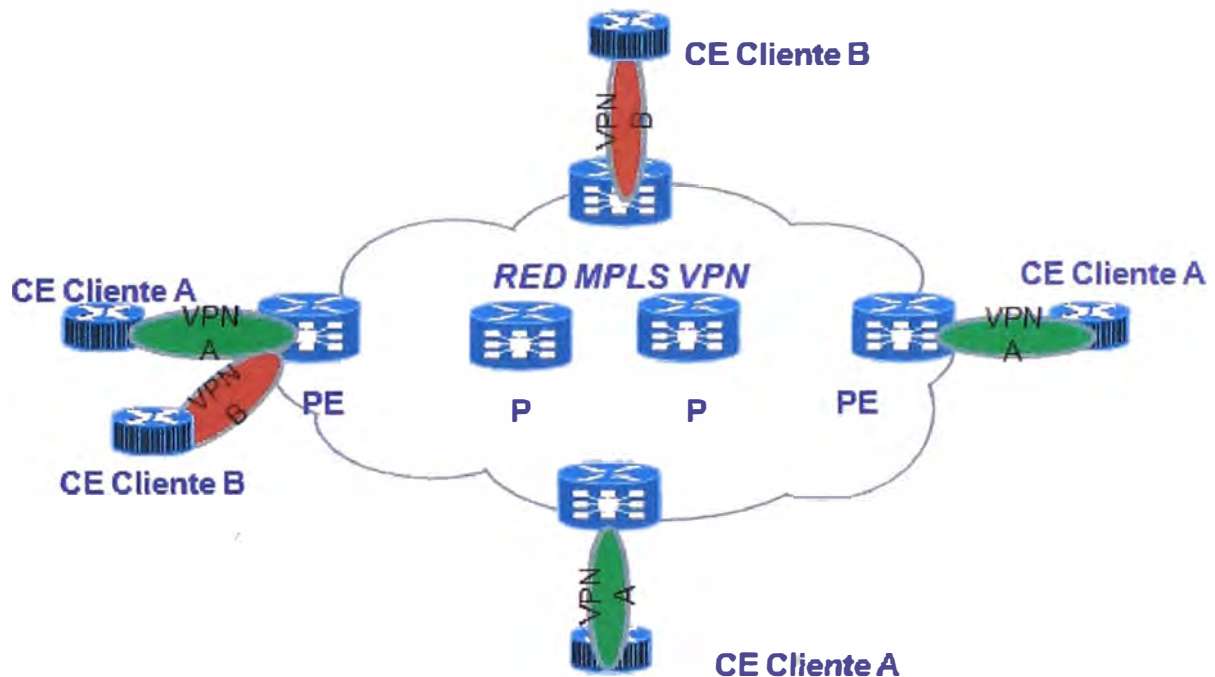 CE Cliente B
VPN B
RED MPLS VPN
CE Cliente A
CE Cliente A
VPN A
VPN A
VPN B
PE
P
P
PE
CE Cliente B
VPN A
CE Cliente A